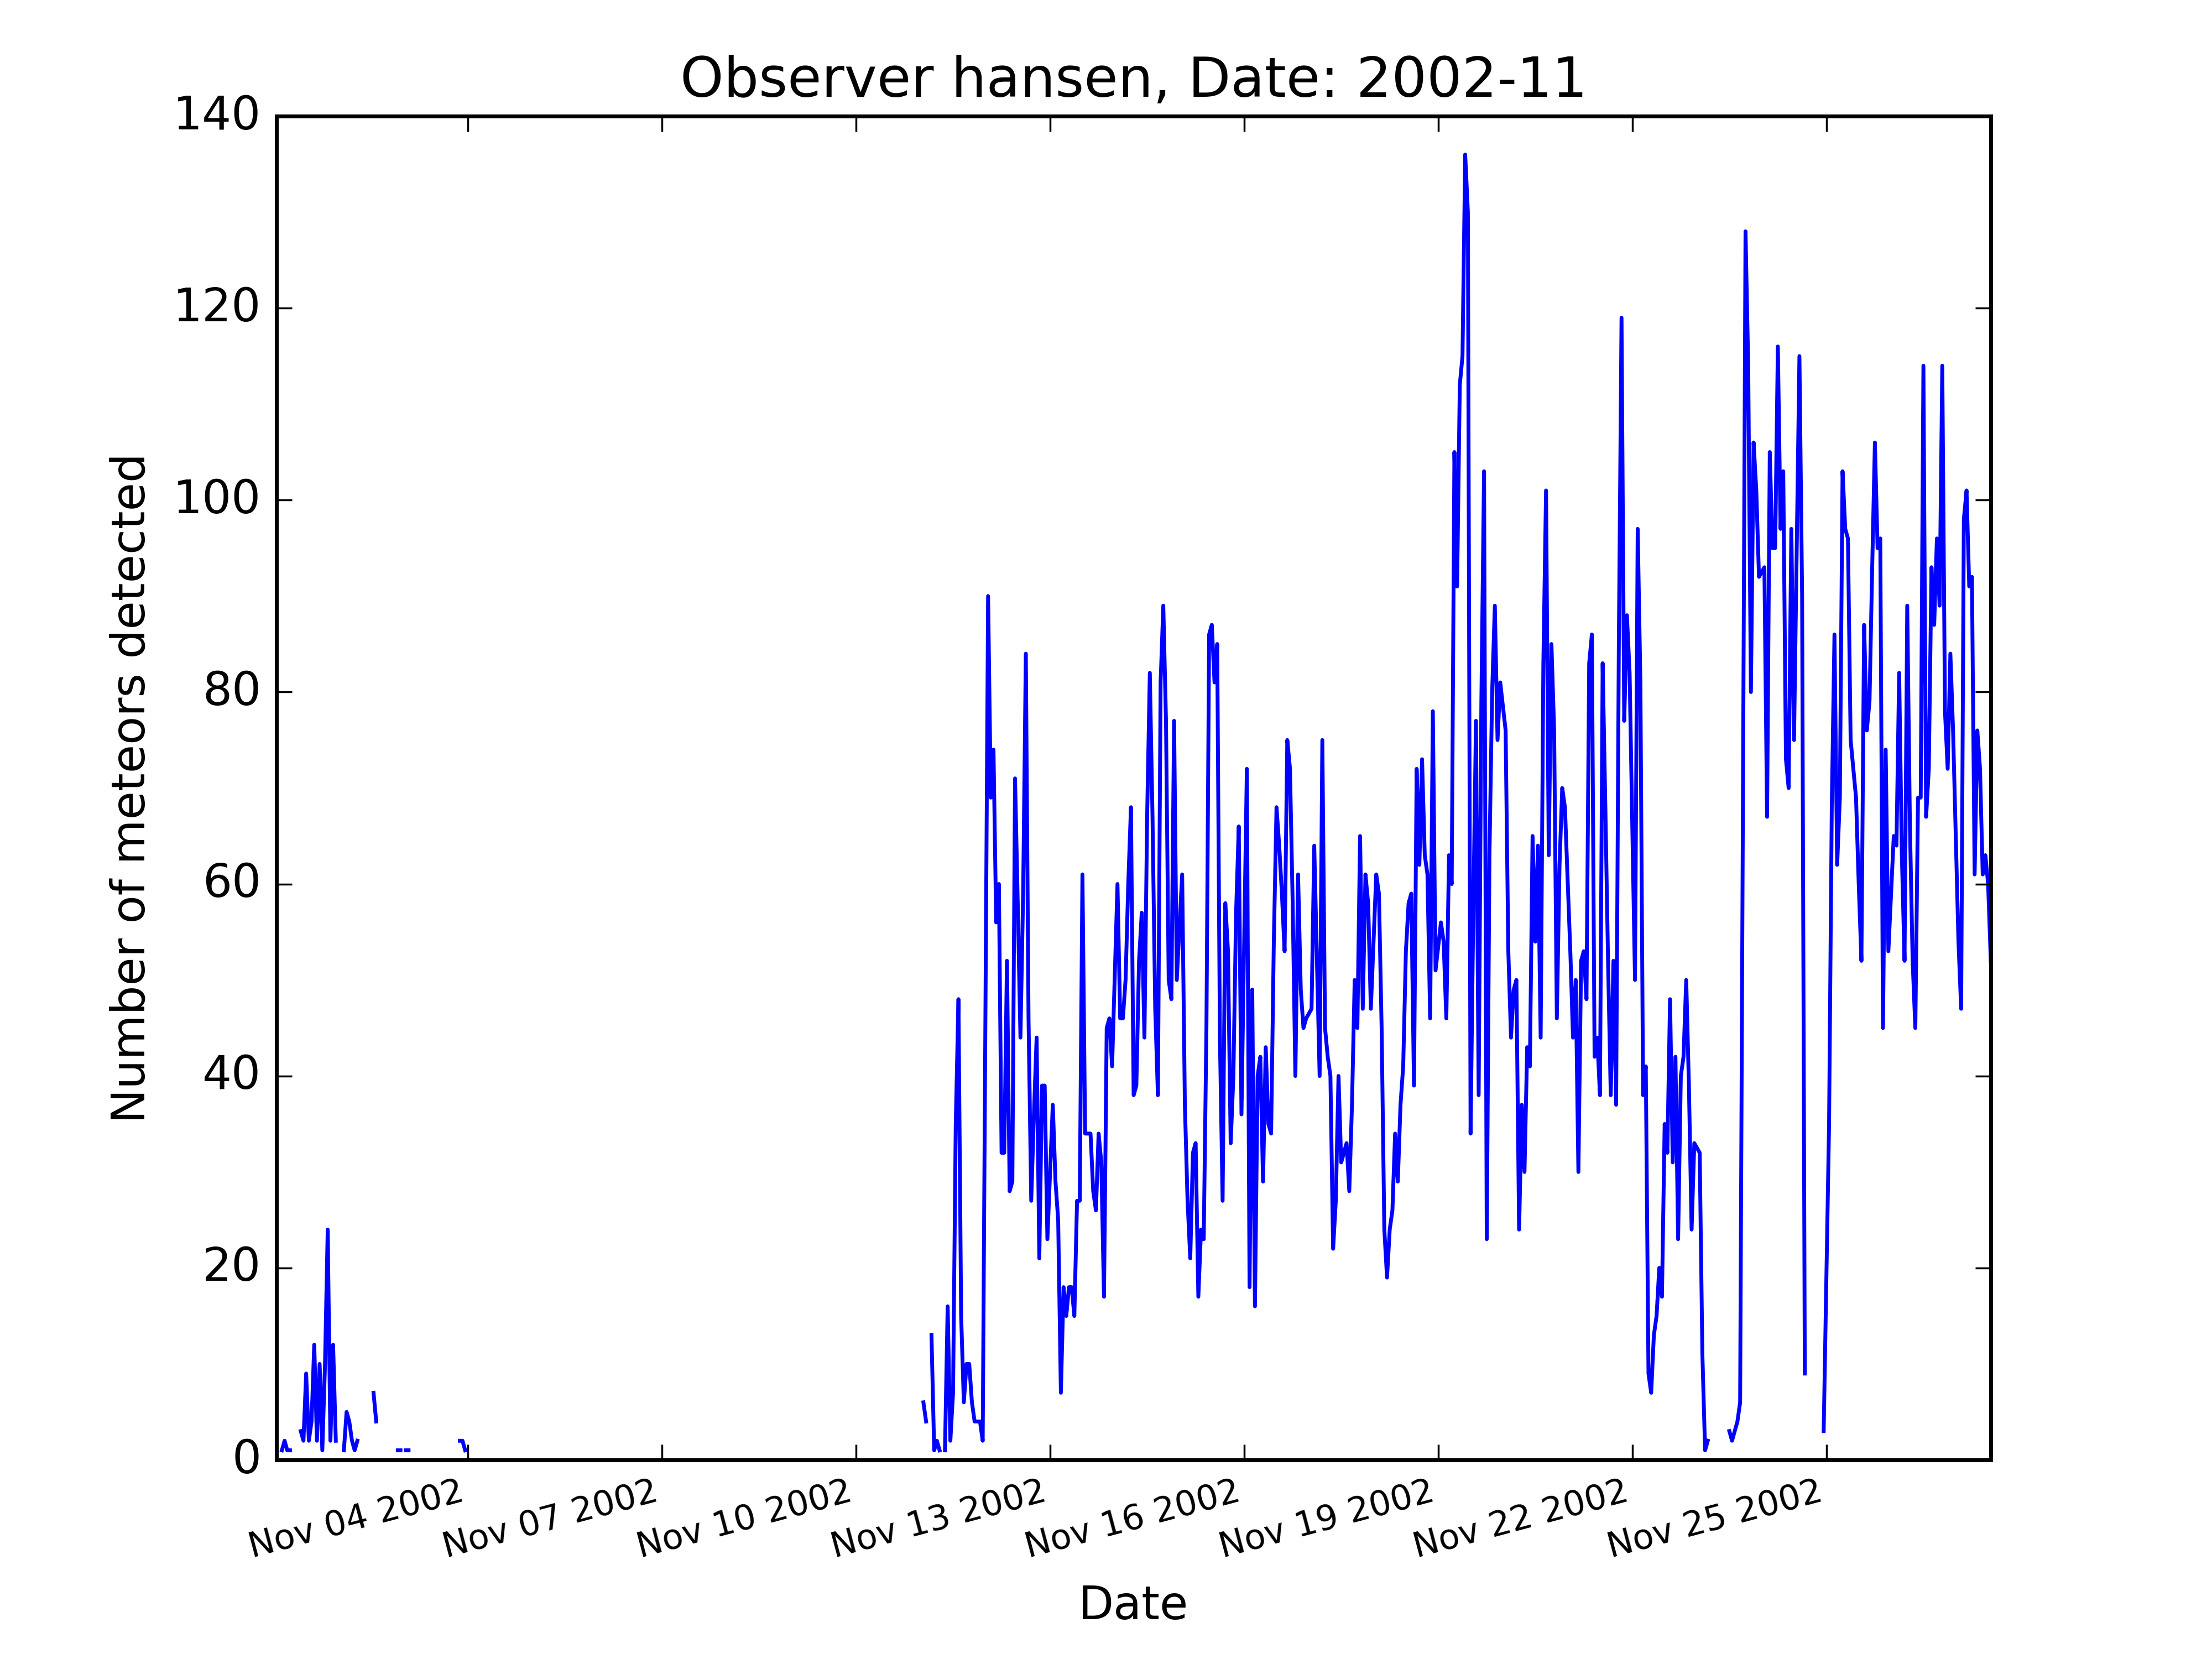 Observer hansen, Date: 2002-11
Number of meteors detected
140
120
100
80
60
40
20
0
Nov 04 2002
Nov 07 2002
Nov 10 2002
Nov 13 2002
Nov 16 2002
Nov 19 2002
Nov 22 2002
Nov 25 2002
Date